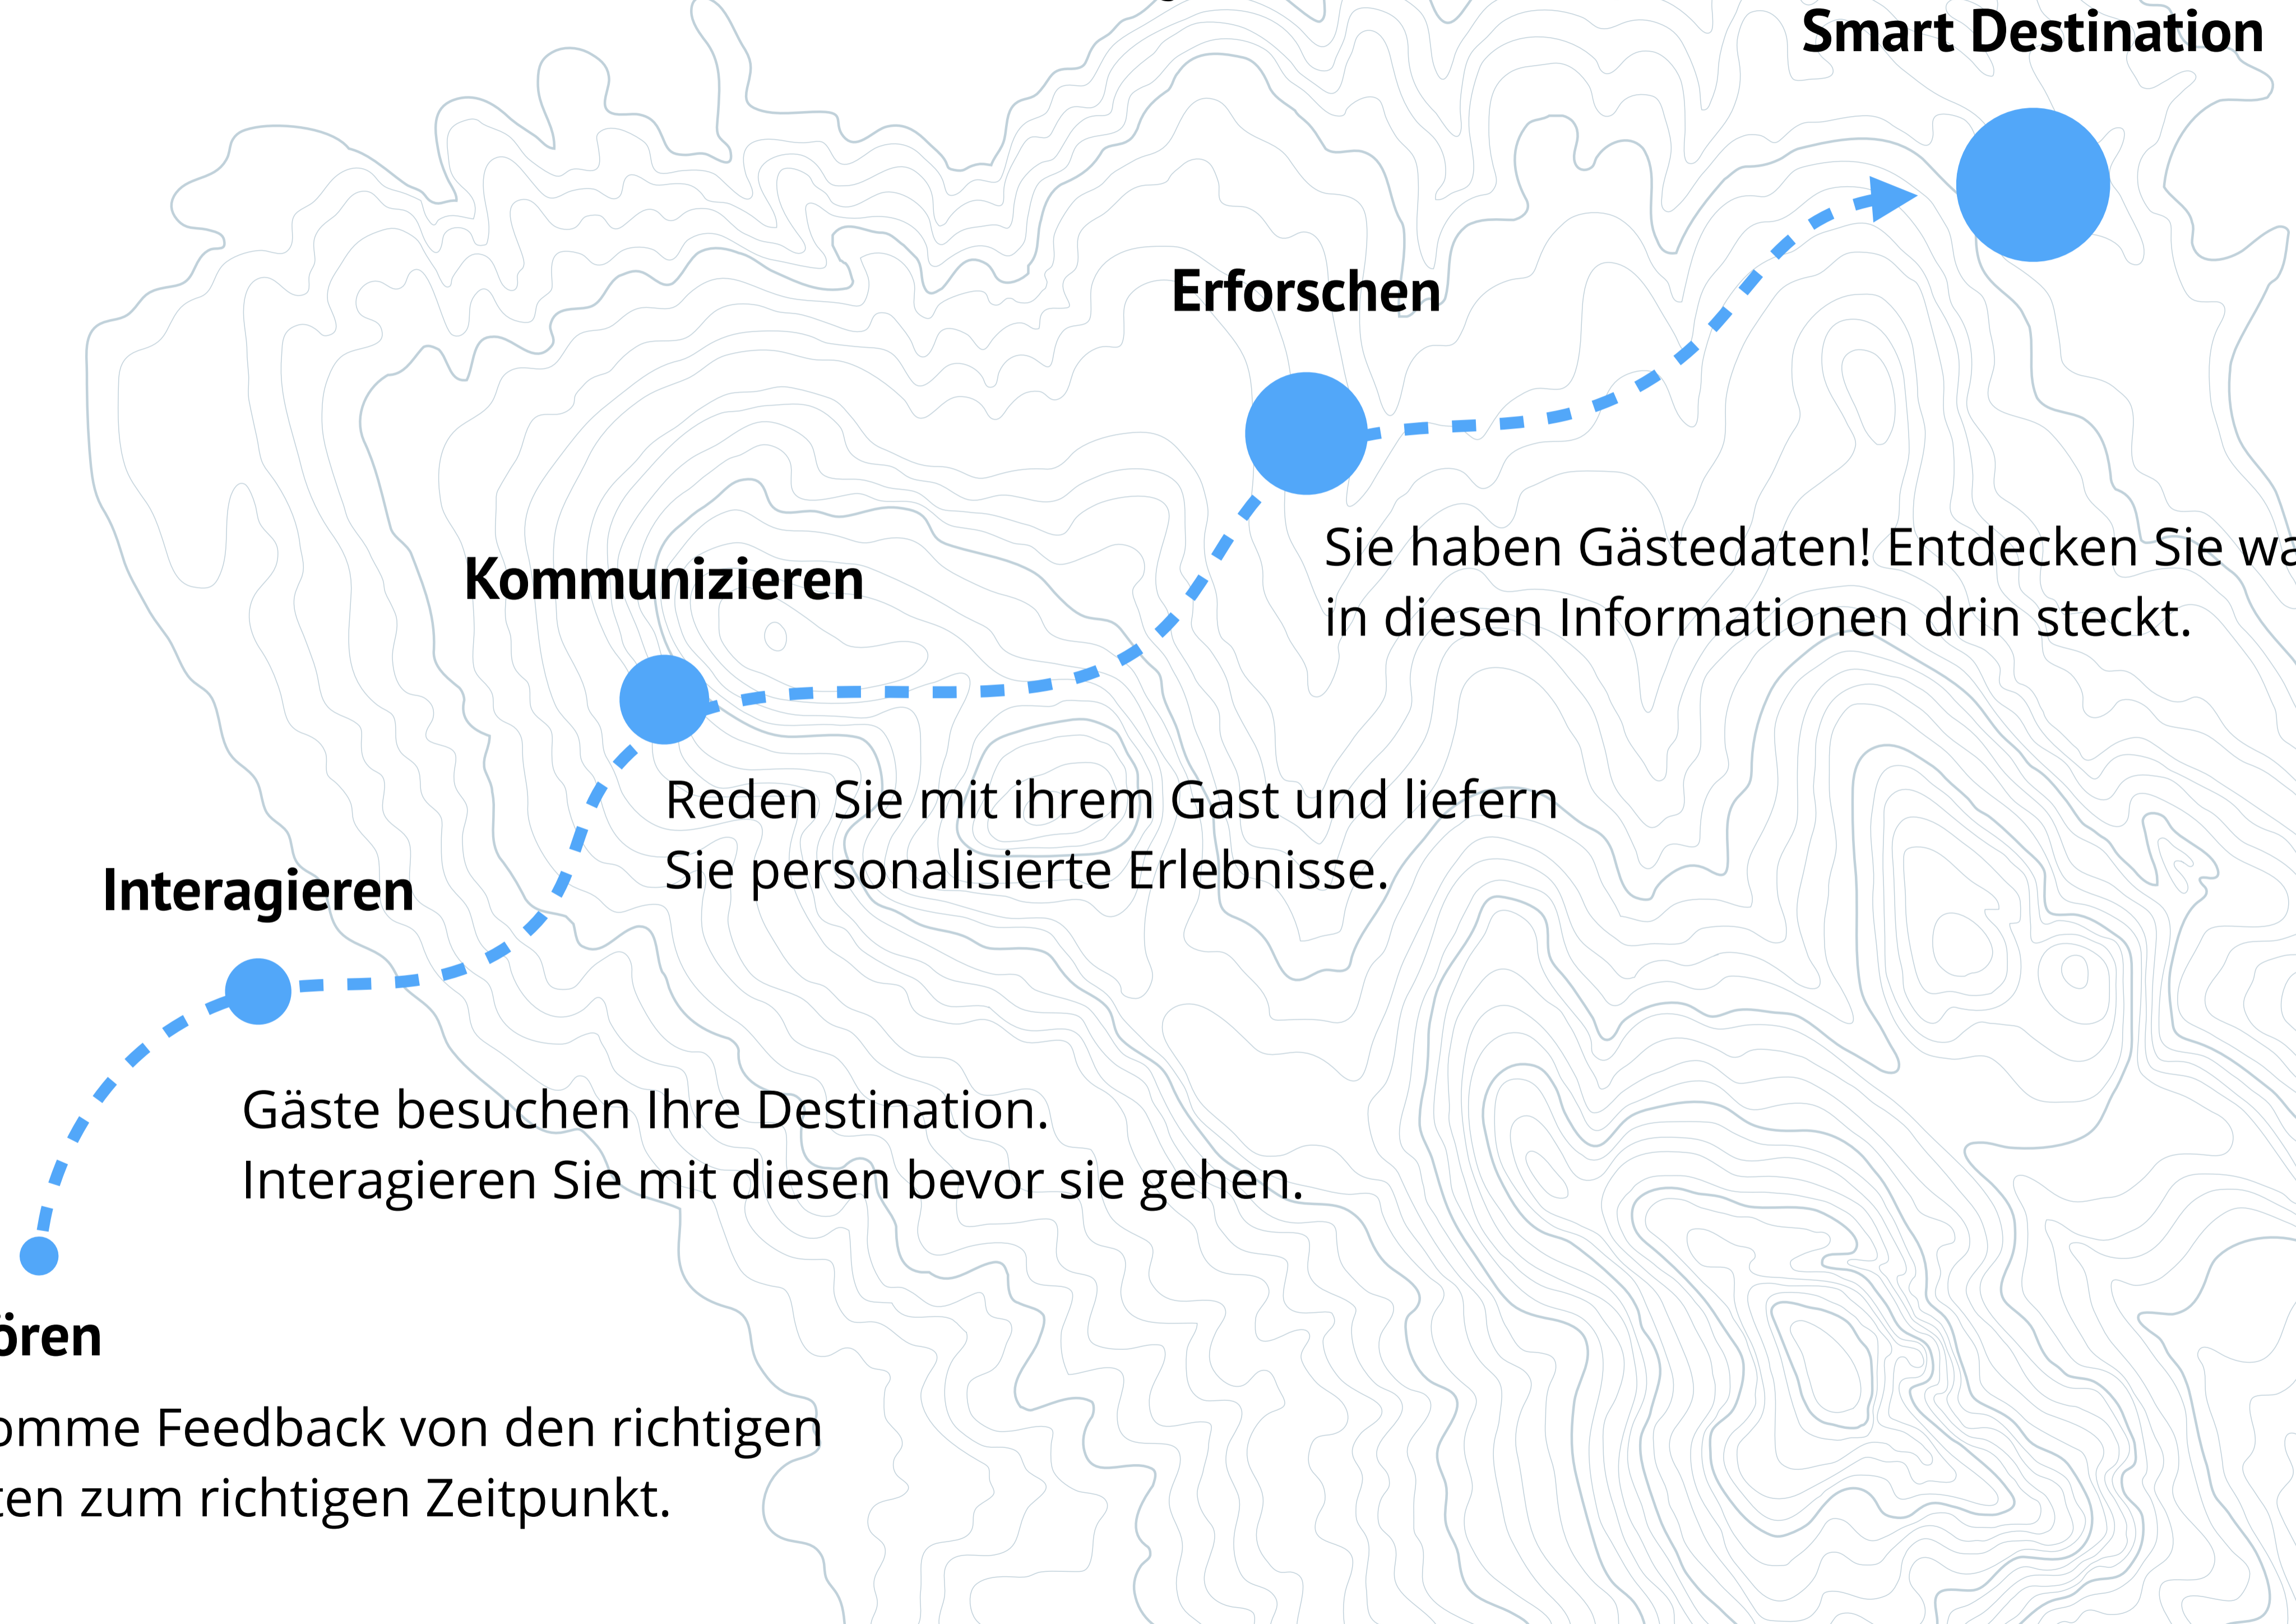 Smart Destination
Erforschen
Sie haben Gästedaten! Entdecken Sie
in diesen Informationen drin steckt.
Kommunizieren
Reden Sie mit ihrem Gast und liefern
Sie personalisierte Erlebnisse.
Interagieren
Gäste besuchen Ihre Destination.
Interagieren Sie mit diesen bevor sie gehen.
ören
omme Feedback von den richtigen
ten zum richtigen Zeitpunkt.